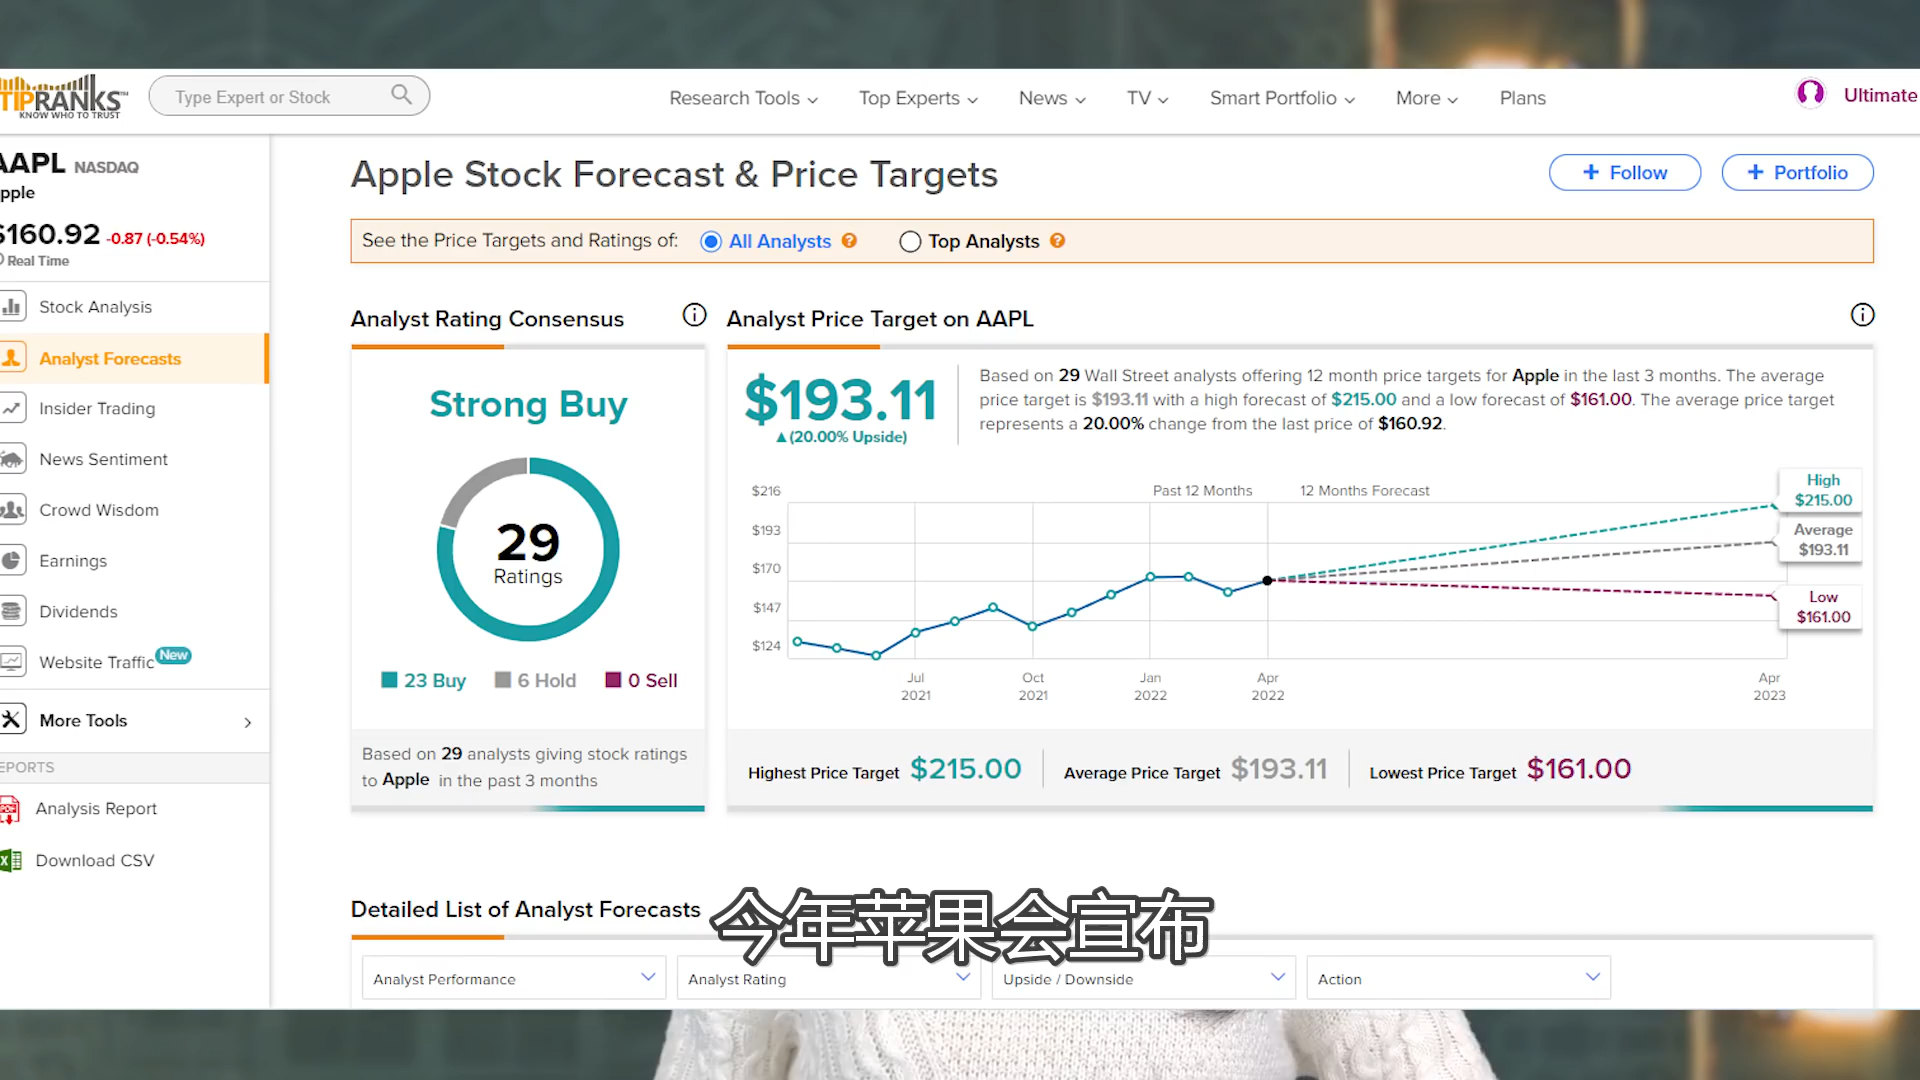 TIPRANKS™
KNOW WHO TO TRUST
Type Expert or Stock
Research Tools
Top Experts
News
TV
Smart Portfolio
More
Plans
Ultimate
AAPL NASDAQ
pple
$160.92 -0.87 (-0.54%)
Real Time
Stock Analysis
Analyst Forecasts
Insider Trading
News Sentiment
Crowd Wisdom
Earnings
Dividends
Website Traffic New
More Tools
EPORTS
Analysis Report
Download CSV
Apple Stock Forecast & Price Targets
+ Follow
+ Portfolio
See the Price Targets and Ratings of: All Analysts ? Top Analysts ?
Analyst Rating Consensus
Strong Buy
29
Ratings
23 Buy 6 Hold 0 Sell
Based on 29 analysts giving stock ratings
to Apple in the past 3 months
Analyst Price Target on AAPL
$193.11
▲(20.00% Upside)
Based on 29 Wall Street analysts offering 12 month price targets for Apple in the last 3 months. The average
price target is $193.11 with a high forecast of $215.00 and a low forecast of $161.00. The average price target
represents a 20.00% change from the last price of $160.92.
Past 12 Months
12 Months Forecast
$216
$193
$170
$147
$124
High
$215.00
Average
$193.11
Low
$161.00
Jul
2021
Oct
2021
Jan
2022
Apr
2022
Apr
2023
Highest Price Target $215.00
Average Price Target $193.11
Lowest Price Target $161.00
Detailed List of Analyst Forecasts
今年苹果会宣布
Analyst Performance
Analyst Rating
Upside / Downside
Action